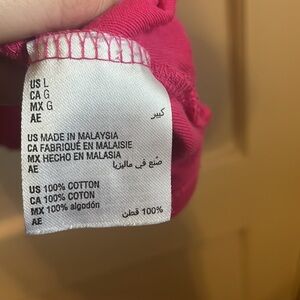 US L
CA G
MX G
AE كبير
US MADE IN MALAYSIA
CA FABRIQUÉ EN MALAISIE
MX HECHO EN MALASIA
AE صنع في ماليزيا
US 100% COTTON
CA 100% COTON
MX 100% algodón
AE 100% قطن